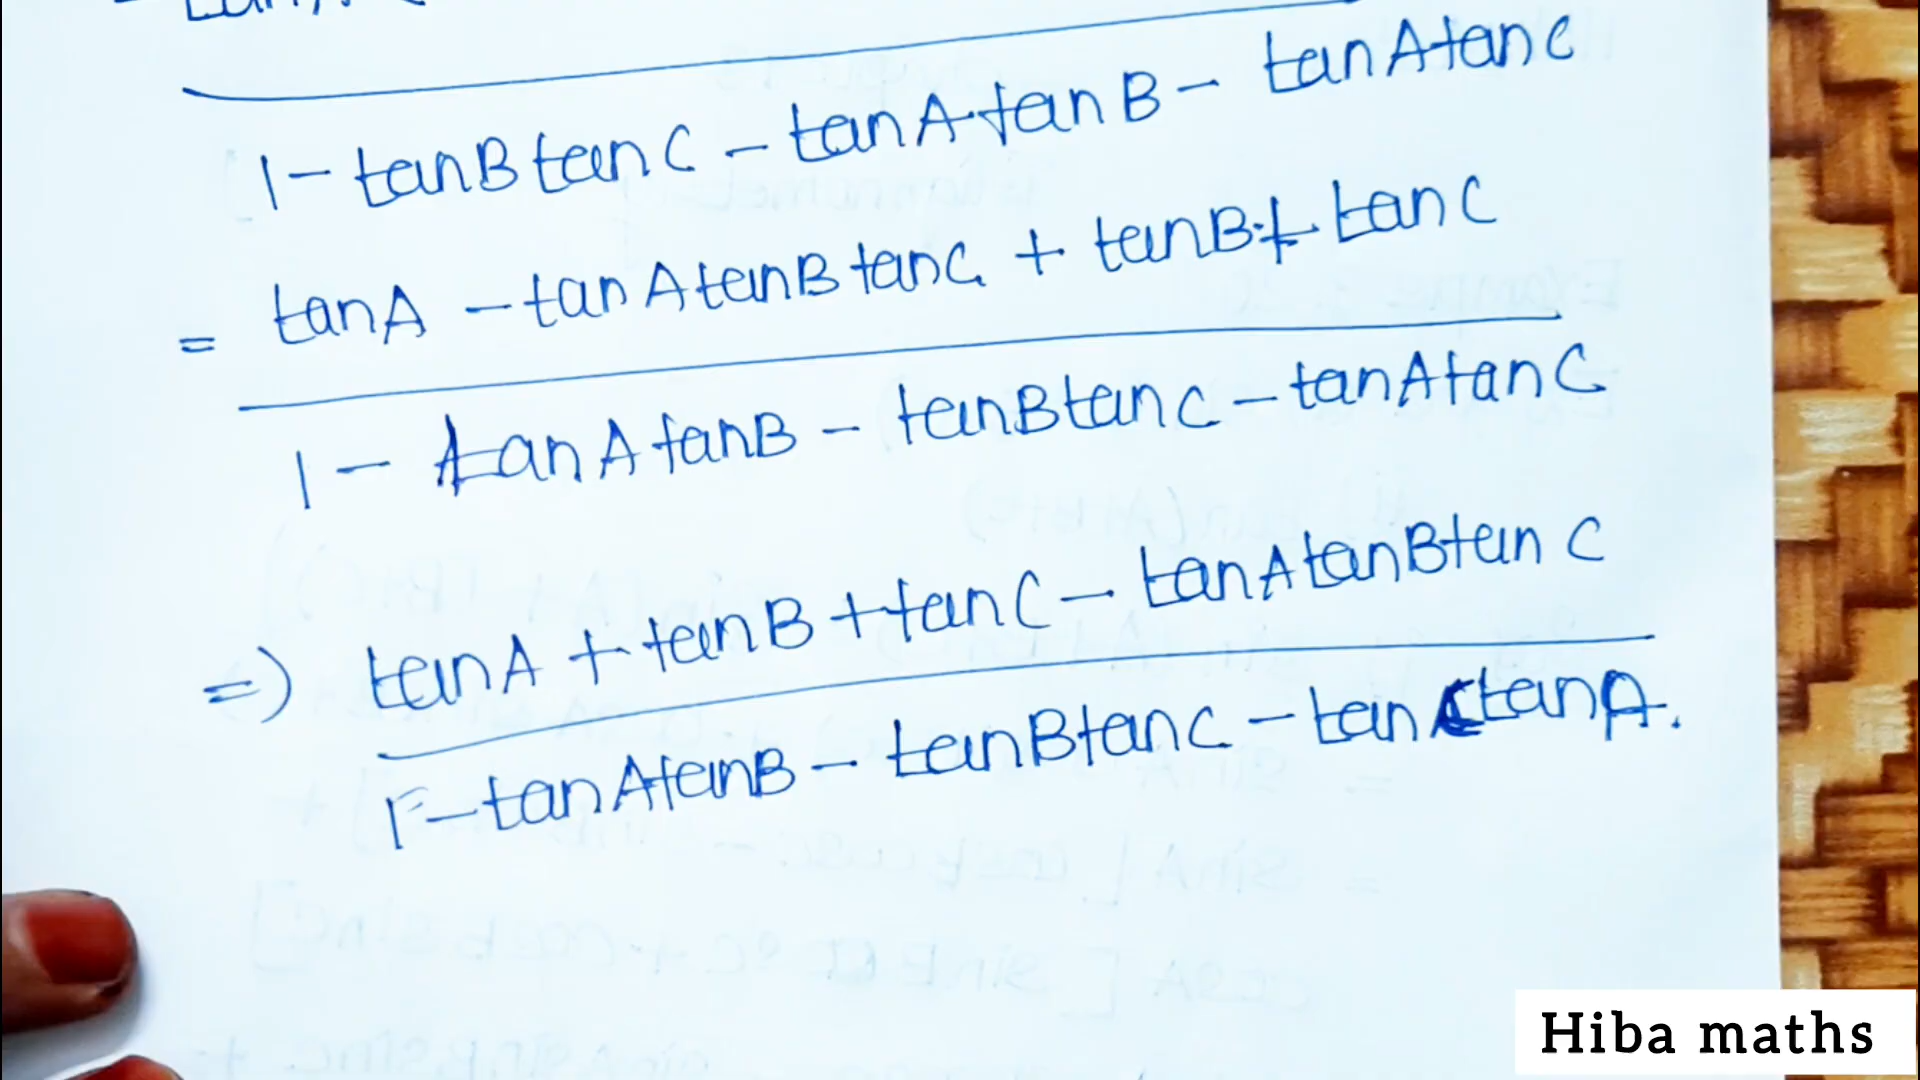 1 - tanB tanC - tanA tanB - tanA tanC
= tanA - tanA tanB tanC + tanB + tanC
1 - tanA tanB - tanB tanC - tanA tanC
=) tanA + tanB + tanC - tanA tanB tanC
1 - tanA tanB - tanB tanC - tanC tanA.
Hiba maths